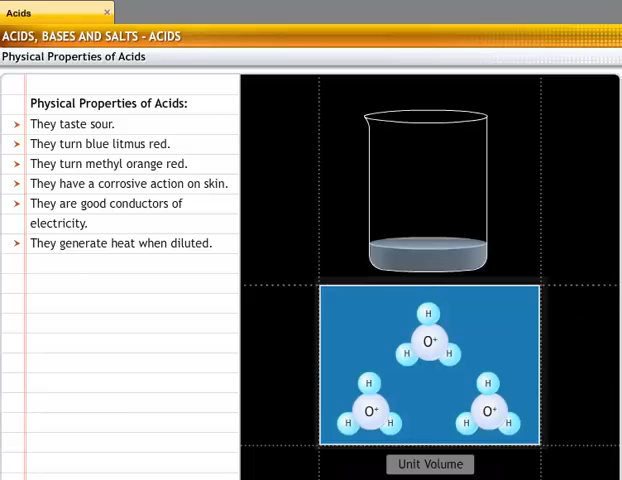 Acids
ACIDS, BASES AND SALTS - ACIDS
Physical Properties of Acids
Physical Properties of Acids:
They taste sour.
They turn blue litmus red.
They turn methyl orange red.
They have a corrosive action on skin.
They are good conductors of
electricity.
They generate heat when diluted.
H
O+
H H
H H
O+ O+
H H H H
Unit Volume